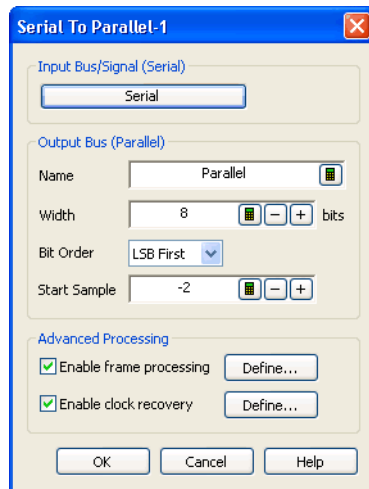 Serial To Parallel-1
Input Bus/Signal (Serial)
Serial
Output Bus (Parallel)
Name Parallel
Width 8 bits
Bit Order LSB First
Start Sample -2
Advanced Processing
Enable frame processing Define...
Enable clock recovery Define...
OK Cancel Help